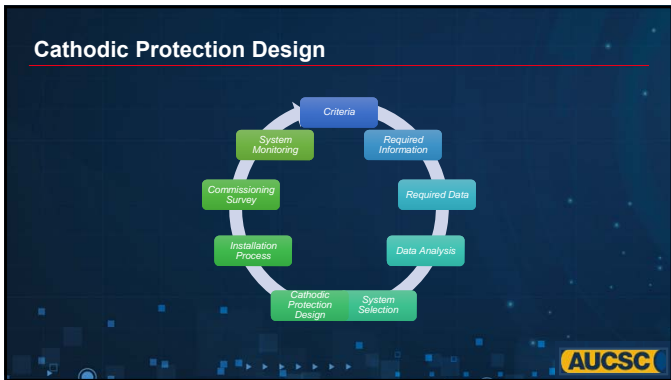 Cathodic Protection Design
Criteria
Required
Information
Required Data
Data Analysis
System
Selection
Cathodic
Protection
Design
Installation
Process
Commissioning
Survey
System
Monitoring
AUCSC